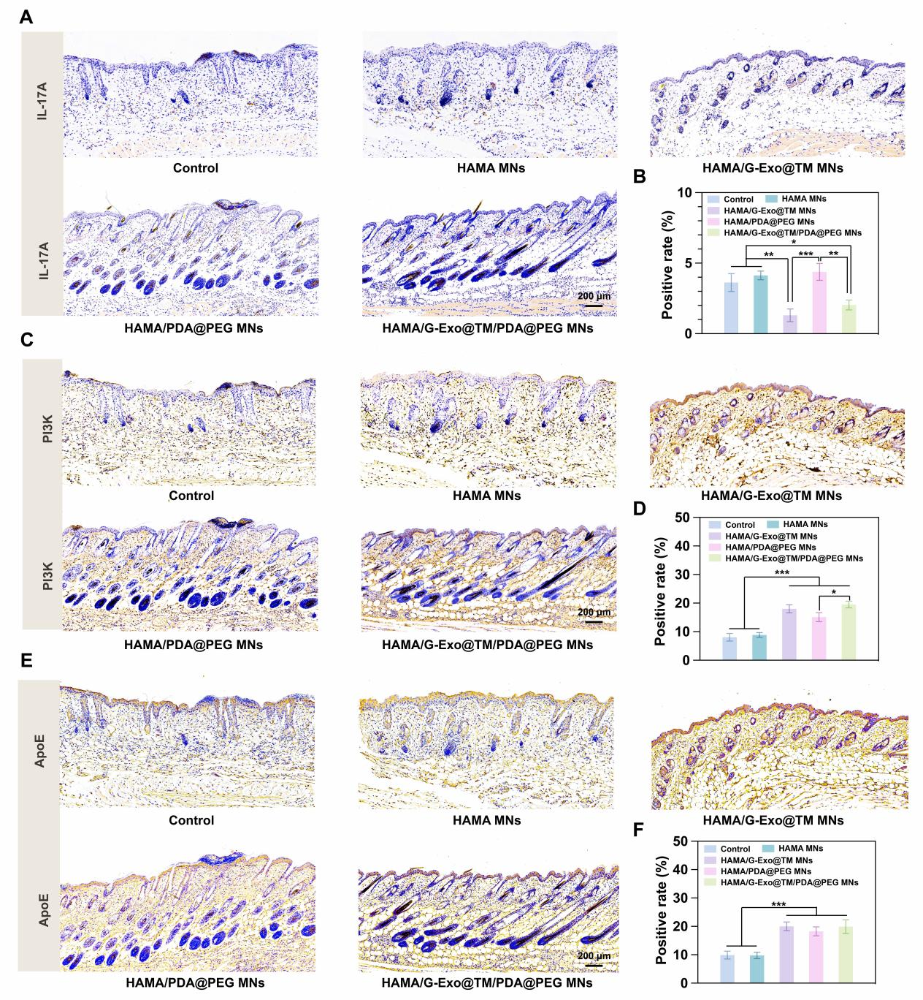 A
IL-17A
Control
HAMA MNs
HAMA/G-Exo@TM MNs
IL-17A
200 μm
HAMA/PDA@PEG MNs
HAMA/G-Exo@TM/PDA@PEG MNs
B
Positive rate (%)
10
5
0
Control
HAMA MNs
HAMA/G-Exo@TM MNs
HAMA/PDA@PEG MNs
HAMA/G-Exo@TM/PDA@PEG MNs
*
** *** **
C
PI3K
Control
HAMA MNs
HAMA/G-Exo@TM MNs
PI3K
200 μm
HAMA/PDA@PEG MNs
HAMA/G-Exo@TM/PDA@PEG MNs
D
Positive rate (%)
50
40
30
20
10
0
Control
HAMA MNs
HAMA/G-Exo@TM MNs
HAMA/PDA@PEG MNs
HAMA/G-Exo@TM/PDA@PEG MNs
***
*
E
ApoE
Control
HAMA MNs
HAMA/G-Exo@TM MNs
ApoE
200 μm
HAMA/PDA@PEG MNs
HAMA/G-Exo@TM/PDA@PEG MNs
F
Positive rate (%)
50
40
30
20
10
0
Control
HAMA MNs
HAMA/G-Exo@TM MNs
HAMA/PDA@PEG MNs
HAMA/G-Exo@TM/PDA@PEG MNs
***